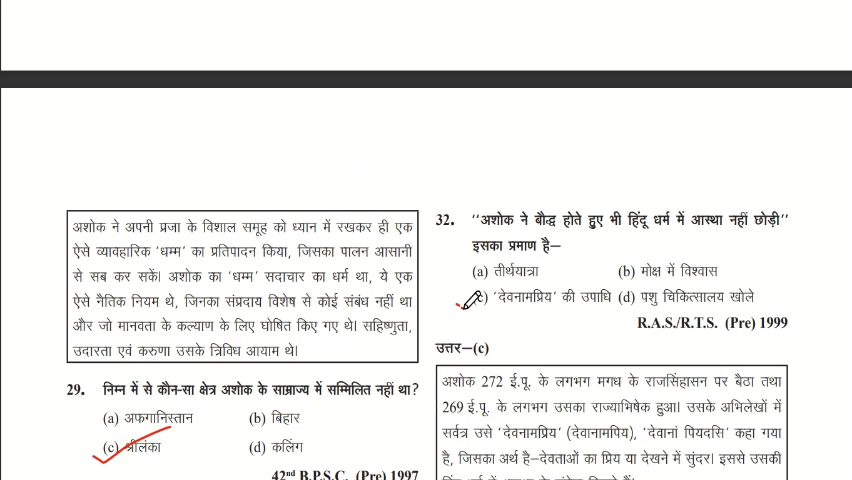 अशोक ने अपनी प्रजा के विशाल समूह को ध्यान में रखकर ही एक
ऐसे व्यावहारिक 'धम्म' का प्रतिपादन किया, जिसका पालन आसानी
से सब कर सकें। अशोक का 'धम्म' सदाचार का धर्म था, ये एक
ऐसे नैतिक नियम थे, जिनका संप्रदाय विशेष से कोई संबंध नहीं था
और जो मानवता के कल्याण के लिए घोषित किए गए थे। सहिष्णुता,
उदारता एवं करुणा उसके त्रिविध आयाम थे।
29. निम्न में से कौन-सा क्षेत्र अशोक के साम्राज्य में सम्मिलित नहीं था?
(a) अफगानिस्तान (b) बिहार
(c) श्रीलंका (d) कलिंग
42nd B.P.S.C. (Pre) 1997
32. ''अशोक ने बौद्ध होते हुए भी हिंदू धर्म में आस्था नहीं छोड़ी''
इसका प्रमाण है–
(a) तीर्थयात्रा (b) मोक्ष में विश्वास
'देवनामप्रिय' की उपाधि (d) पशु चिकित्सालय खोले
R.A.S./R.T.S. (Pre) 1999
उत्तर–(c)
अशोक 272 ई.पू. के लगभग मगध के राजसिंहासन पर बैठा तथा
269 ई.पू. के लगभग उसका राज्याभिषेक हुआ। उसके अभिलेखों में
सर्वत्र उसे 'देवनामप्रिय' (देवानामपिय), 'देवानां पियदसि' कहा गया
है, जिसका अर्थ है–देवताओं का प्रिय या देखने में सुंदर। इससे उसकी